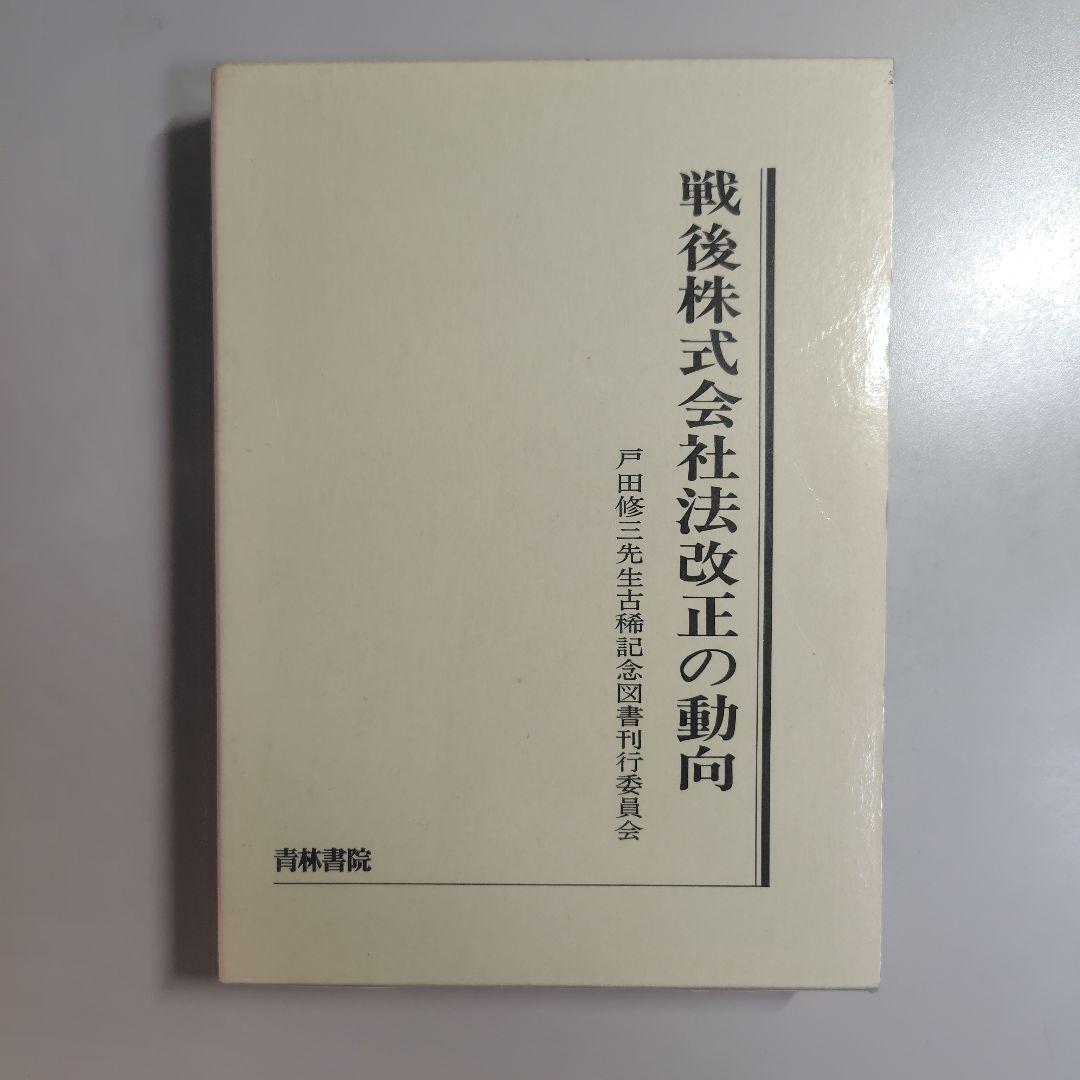 戦後株式会社法改正の動向
戸田修三先生古稀記念図書刊行委員会
青林書院